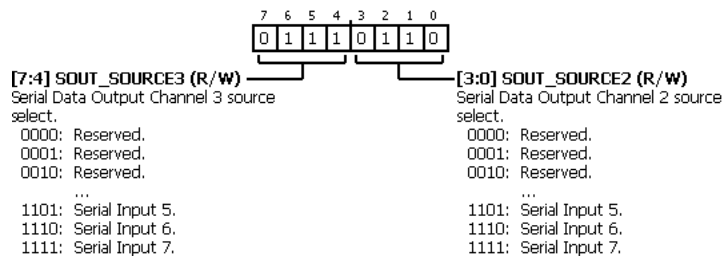 7 6 5 4 3 2 1 0
0 1 1 1 0 1 1 0
[7:4] SOUT_SOURCE3 (R/W)
Serial Data Output Channel 3 source
select.
0000: Reserved.
0001: Reserved.
0010: Reserved.
...
1101: Serial Input 5.
1110: Serial Input 6.
1111: Serial Input 7.
[3:0] SOUT_SOURCE2 (R/W)
Serial Data Output Channel 2 source
select.
0000: Reserved.
0001: Reserved.
0010: Reserved.
...
1101: Serial Input 5.
1110: Serial Input 6.
1111: Serial Input 7.